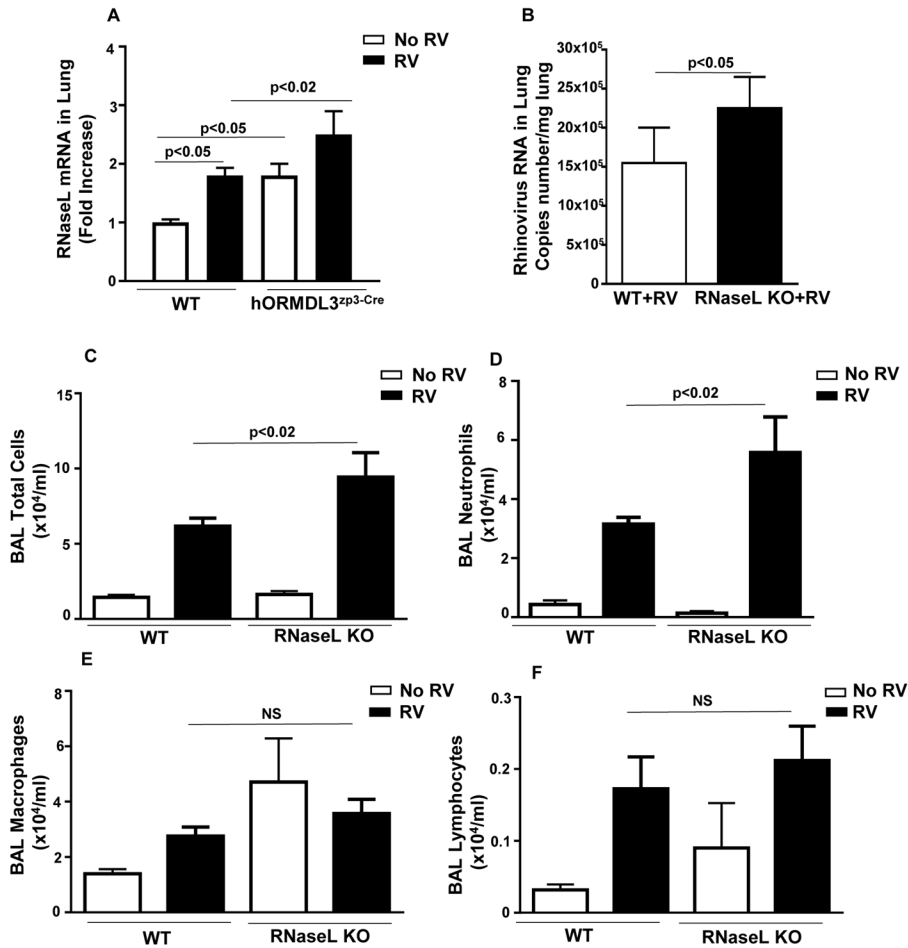 A
No RV
RV
RNaseL mRNA in Lung
(Fold Increase)
4
3
2
1
0
p<0.02
p<0.05
p<0.05
WT
hORMDL3zp3-Cre
B
Rhinovirus RNA in Lung
Copies number/mg lung
30x10⁵
25x10⁵
20x10⁵
15x10⁵
10x10⁵
5x10⁵
0
p<0.05
WT+RV
RNaseL KO+RV
C
No RV
RV
BAL Total Cells
(x10⁴/ml)
15
10
5
0
p<0.02
WT
RNaseL KO
D
No RV
RV
BAL Neutrophils
(x10⁴/ml)
8
6
4
2
0
p<0.02
WT
RNaseL KO
E
No RV
RV
BAL Macrophages
(x10⁴/ml)
8
6
4
2
0
NS
WT
RNaseL KO
F
No RV
RV
BAL Lymphocytes
(x10⁴/ml)
0.3
0.2
0.1
0
NS
WT
RNaseL KO